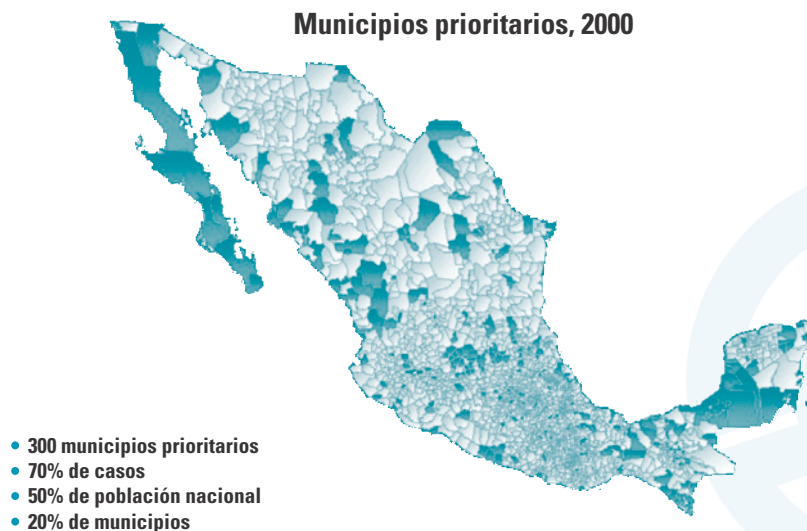 Municipios prioritarios, 2000
• 300 municipios prioritarios
• 70% de casos
• 50% de población nacional
• 20% de municipios